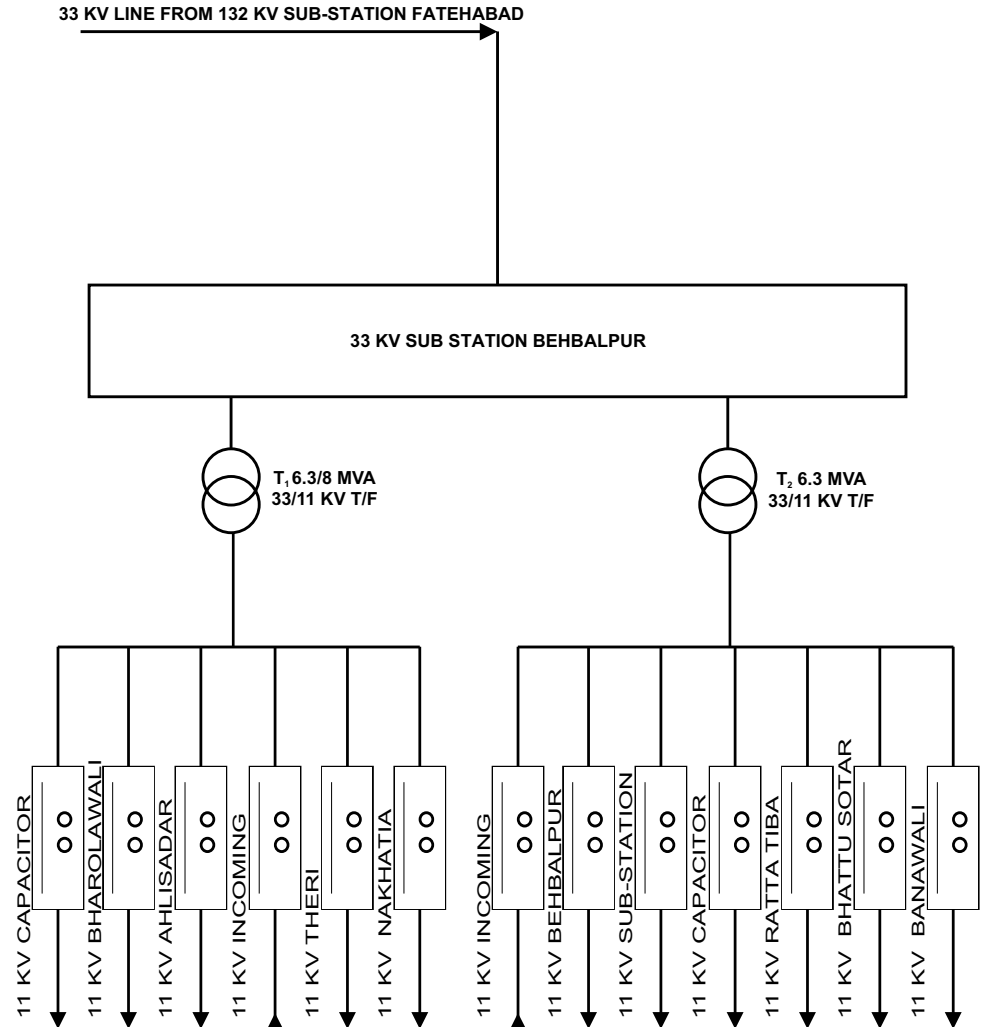 33 KV LINE FROM 132 KV SUB-STATION FATEHABAD
33 KV SUB STATION BEHBALPUR
T₁ 6.3/8 MVA
33/11 KV T/F
T₂ 6.3 MVA
33/11 KV T/F
11 KV CAPACITOR
11 KV BHAROLAWALI
11 KV AHLISADAR
11 KV INCOMING
11 KV THERI
11 KV NAKHATIA
11 KV INCOMING
11 KV BEHBALPUR
11 KV SUB-STATION
11 KV CAPACITOR
11 KV RATTA TIBA
11 KV BHATTU SOTAR
11 KV BANAWALI